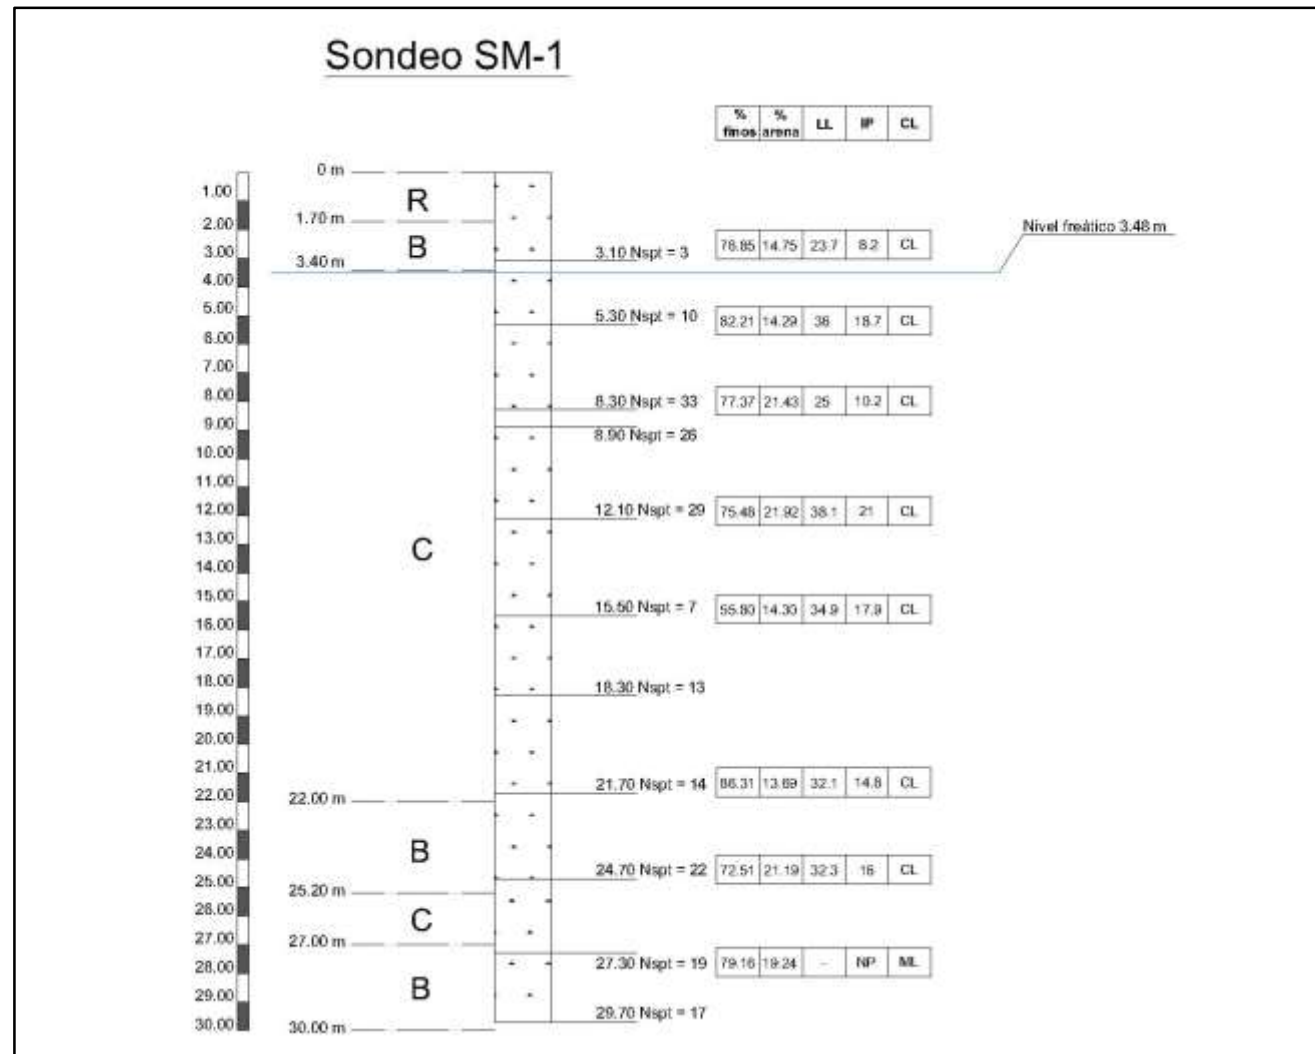 Sondeo SM-1
% finos % arena LL IP CL
0 m
1.00
R
1.70 m
2.00
Nivel freático 3.48 m
B
3.00
3.10 Nspt = 3 78.85 14.75 23.7 8.2 CL
3.40 m
4.00
5.00
5.30 Nspt = 10 82.21 14.29 36 18.7 CL
6.00
7.00
8.00
8.30 Nspt = 33 77.37 21.43 25 10.2 CL
9.00
8.90 Nspt = 26
10.00
11.00
12.00
12.10 Nspt = 29 75.48 21.92 38.1 21 CL
13.00
C
14.00
15.00
15.50 Nspt = 7 55.80 14.30 34.9 17.9 CL
16.00
17.00
18.00
18.30 Nspt = 13
19.00
20.00
21.00
21.70 Nspt = 14 86.31 13.69 32.1 14.8 CL
22.00
22.00 m
23.00
B
24.00
24.70 Nspt = 22 72.51 21.19 32.3 16 CL
25.00
25.20 m
26.00
C
27.00
27.00 m
27.30 Nspt = 19 79.16 19.24 - NP ML
28.00
B
29.00
29.70 Nspt = 17
30.00
30.00 m